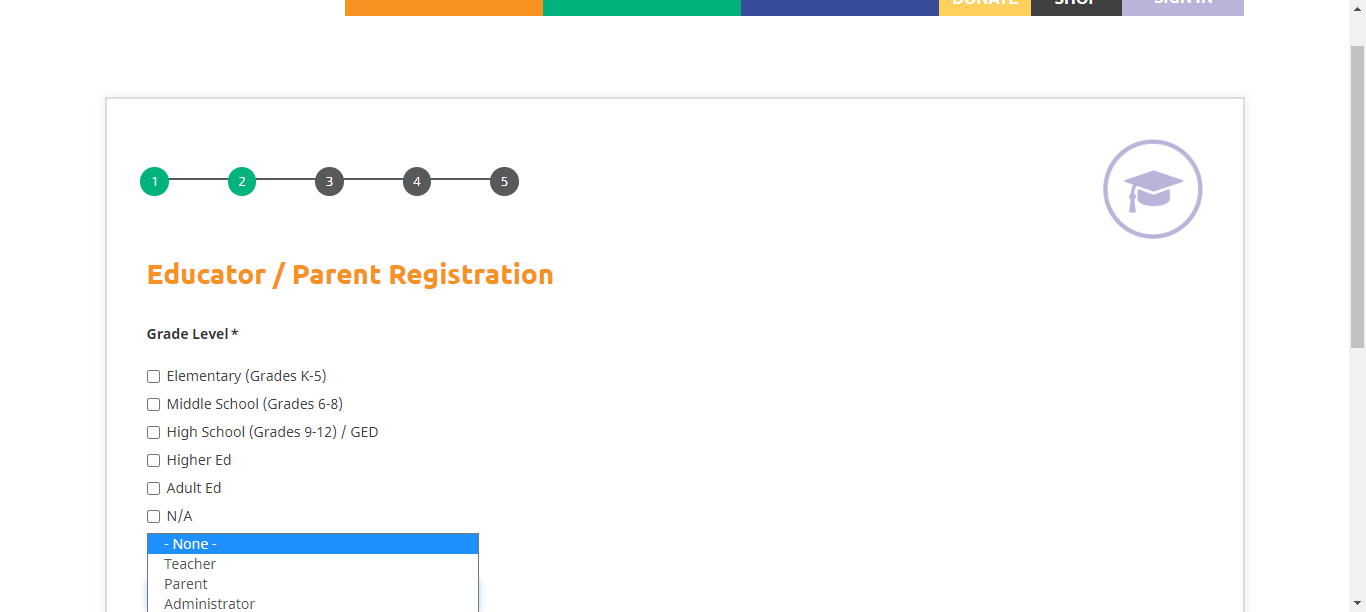 DONATE SHOP SIGN IN
1 2 3 4 5
Educator / Parent Registration
Grade Level *
Elementary (Grades K-5)
Middle School (Grades 6-8)
High School (Grades 9-12) / GED
Higher Ed
Adult Ed
N/A
- None -
Teacher
Parent
Administrator